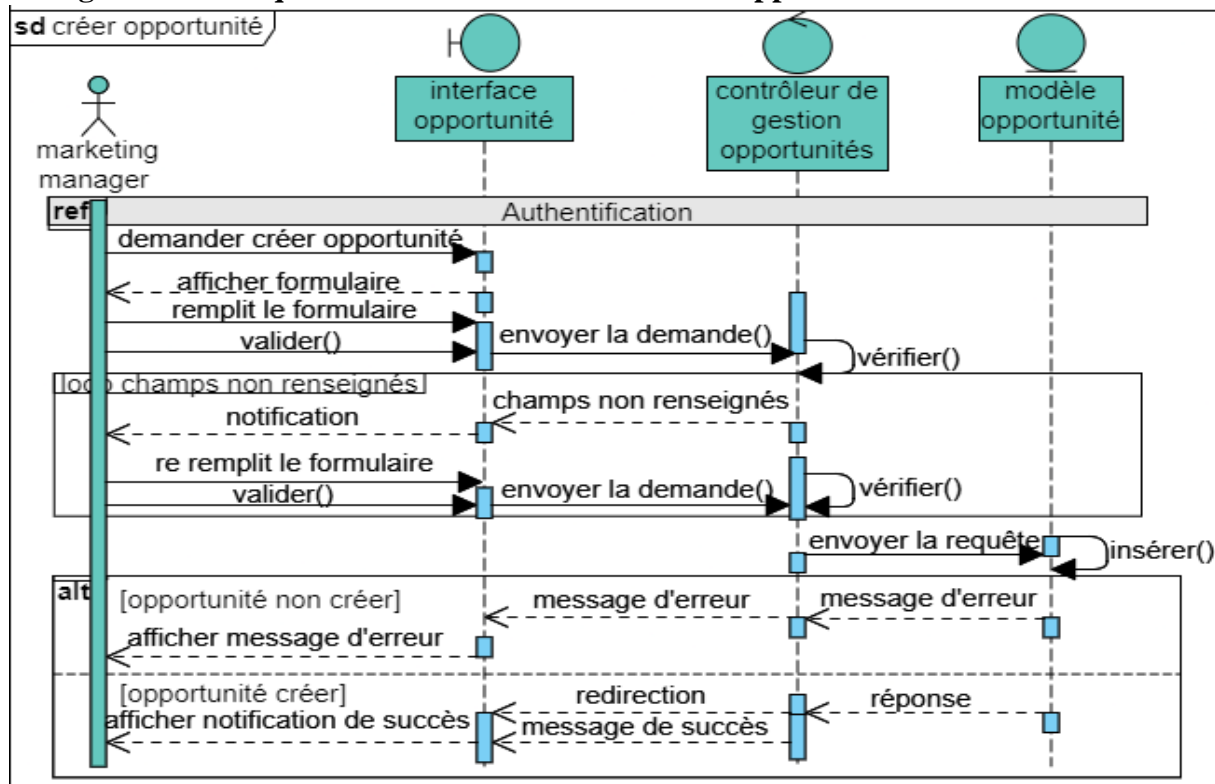 sd créer opportunité
interface
opportunité
contrôleur de
gestion
opportunités
modèle
opportunité
marketing
manager
ref
Authentification
demander créer opportunité
afficher formulaire
remplit le formulaire
valider()
envoyer la demande()
vérifier()
loop champs non renseignés
champs non renseignés
notification
re remplit le formulaire
valider()
envoyer la demande()
vérifier()
envoyer la requête
insérer()
alt
[opportunité non créer]
message d'erreur
message d'erreur
afficher message d'erreur
[opportunité créer]
redirection
réponse
afficher notification de succès
message de succès